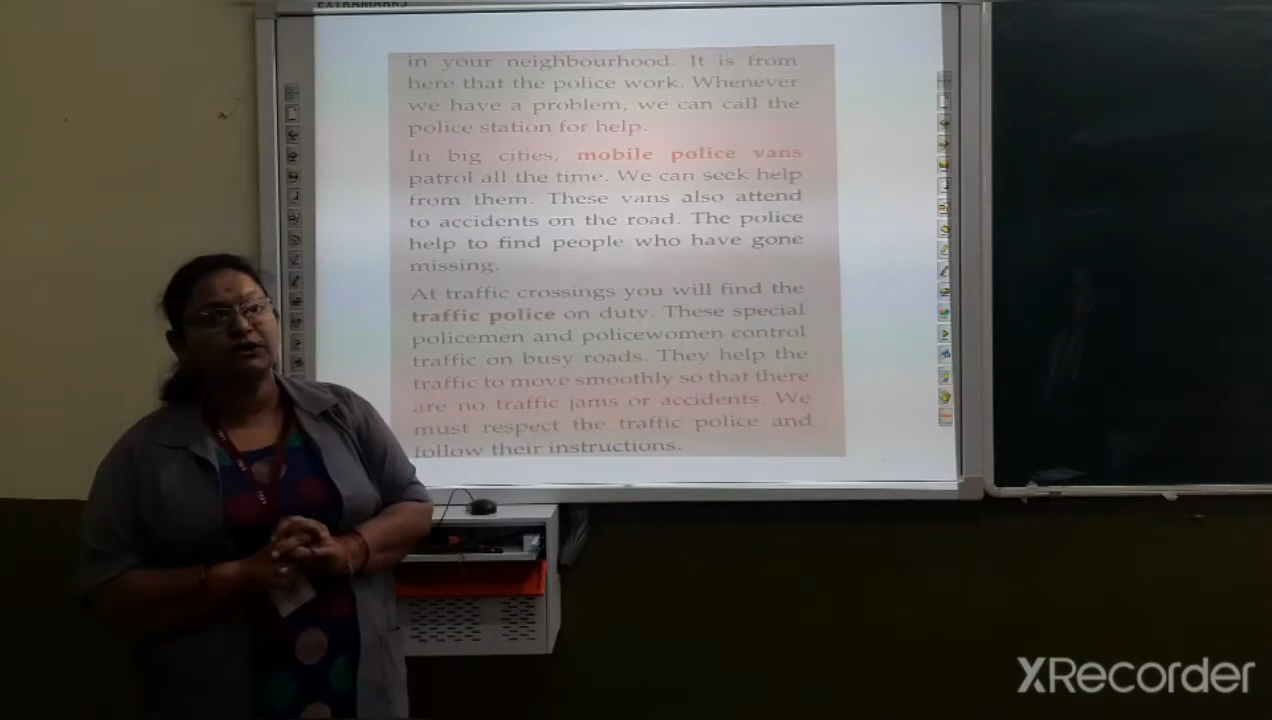 EXTRAMARKS
in your neighbourhood. It is from
here that the police work. Whenever
we have a problem, we can call the
police station for help.
In big cities, mobile police vans
patrol all the time. We can seek help
from them. These vans also attend
to accidents on the road. The police
help to find people who have gone
missing.
At traffic crossings you will find the
traffic police on duty. These special
policemen and policewomen control
traffic on busy roads. They help the
traffic to move smoothly so that there
are no traffic jams or accidents. We
must respect the traffic police and
follow their instructions.
XRecorder